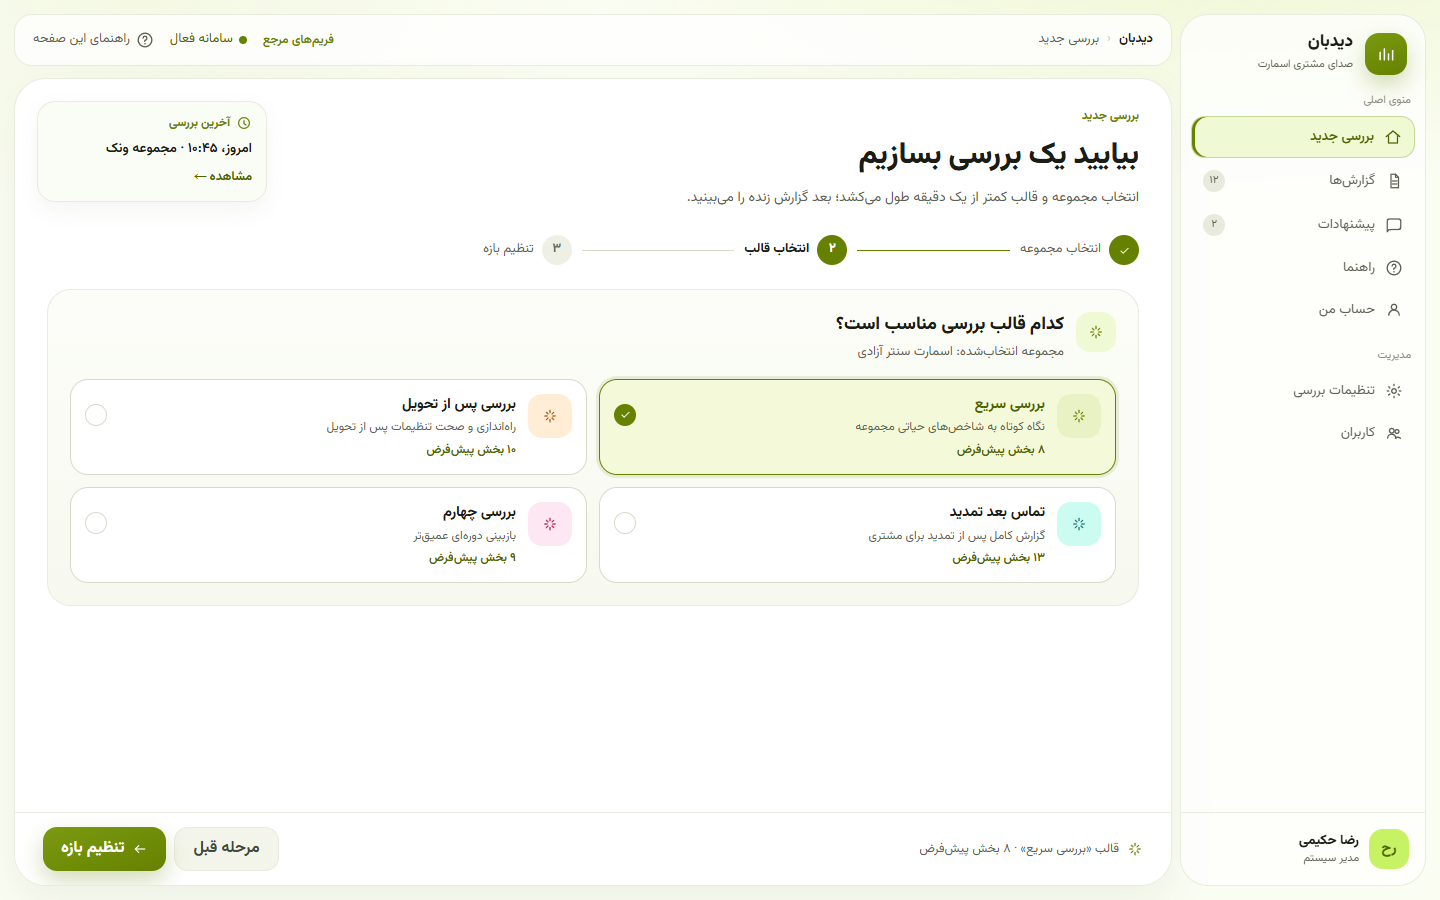 دیدبان
صدای مشتری اسمارت
منوی اصلی
بررسی جدید
گزارش‌ها
۱۲
پیشنهادات
۲
راهنما
حساب من
مدیریت
تنظیمات بررسی
کاربران
رح
رضا حکیمی
مدیر سیستم
دیدبان › بررسی جدید
فریم‌های مرجع
سامانه فعال
راهنمای این صفحه
بررسی جدید
بیایید یک بررسی بسازیم
انتخاب مجموعه و قالب کمتر از یک دقیقه طول می‌کشد؛ بعد گزارش زنده را می‌بینید.
آخرین بررسی
امروز، ۱۰:۴۵ · مجموعه ونک
مشاهده ←
انتخاب مجموعه
۲ انتخاب قالب
۳ تنظیم بازه
کدام قالب بررسی مناسب است؟
مجموعه انتخاب‌شده: اسمارت سنتر آزادی
بررسی سریع
نگاه کوتاه به شاخص‌های حیاتی مجموعه
۸ بخش پیش‌فرض
بررسی پس از تحویل
راه‌اندازی و صحت تنظیمات پس از تحویل
۱۰ بخش پیش‌فرض
تماس بعد تمدید
گزارش کامل پس از تمدید برای مشتری
۱۳ بخش پیش‌فرض
بررسی چهارم
بازبینی دوره‌ای عمیق‌تر
۹ بخش پیش‌فرض
قالب «بررسی سریع» · ۸ بخش پیش‌فرض
مرحله قبل
← تنظیم بازه